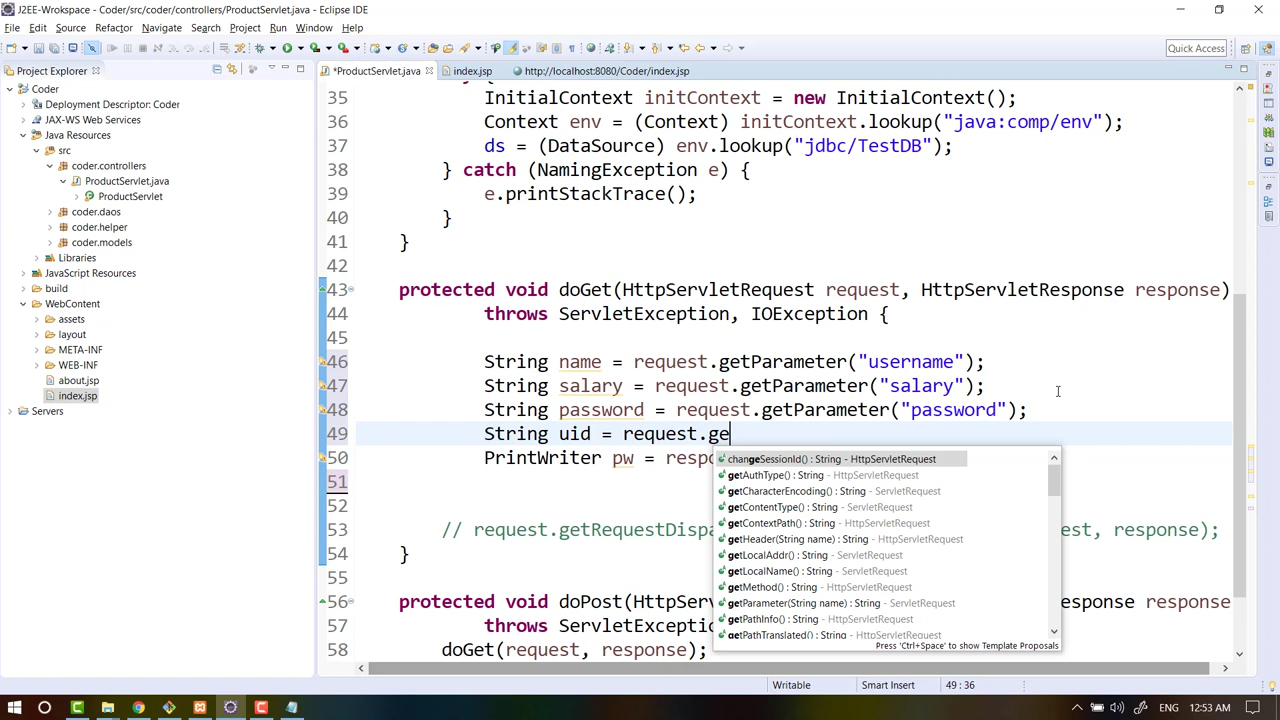 J2EE-Wrokspace - Coder/src/coder/controllers/ProductServlet.java - Eclipse IDE
File Edit Source Refactor Navigate Search Project Run Window Help
Quick Access
Project Explorer
*ProductServlet.java
index.jsp
http://localhost:8080/Coder/index.jsp
Coder
Deployment Descriptor: Coder
JAX-WS Web Services
Java Resources
src
coder.controllers
ProductServlet.java
ProductServlet
coder.daos
coder.helper
coder.models
Libraries
JavaScript Resources
build
WebContent
assets
layout
META-INF
WEB-INF
about.jsp
index.jsp
Servers
35 InitialContext initContext = new InitialContext();
36 Context env = (Context) initContext.lookup("java:comp/env");
37 ds = (DataSource) env.lookup("jdbc/TestDB");
38 } catch (NamingException e) {
39 e.printStackTrace();
40 }
41 }
42
43 protected void doGet(HttpServletRequest request, HttpServletResponse response)
44 throws ServletException, IOException {
45
46 String name = request.getParameter("username");
47 String salary = request.getParameter("salary");
48 String password = request.getParameter("password");
49 String uid = request.ge
50 PrintWriter pw = respo
51
52
53 // request.getRequestDispa est, response);
54 }
55
56 protected void doPost(HttpServ esponse response
57 throws ServletExceptio
58 doGet(request, response);
changeSessionId() : String - HttpServletRequest
getAuthType() : String - HttpServletRequest
getCharacterEncoding() : String - ServletRequest
getContentType() : String - ServletRequest
getContextPath() : String - HttpServletRequest
getHeader(String name) : String - HttpServletRequest
getLocalAddr() : String - ServletRequest
getLocalName() : String - ServletRequest
getMethod() : String - HttpServletRequest
getParameter(String name) : String - ServletRequest
getPathInfo() : String - HttpServletRequest
getPathTranslated() : String - HttpServletRequest
Press 'Ctrl+Space' to show Template Proposals
Writable
Smart Insert
49 : 36
ENG
12:53 AM